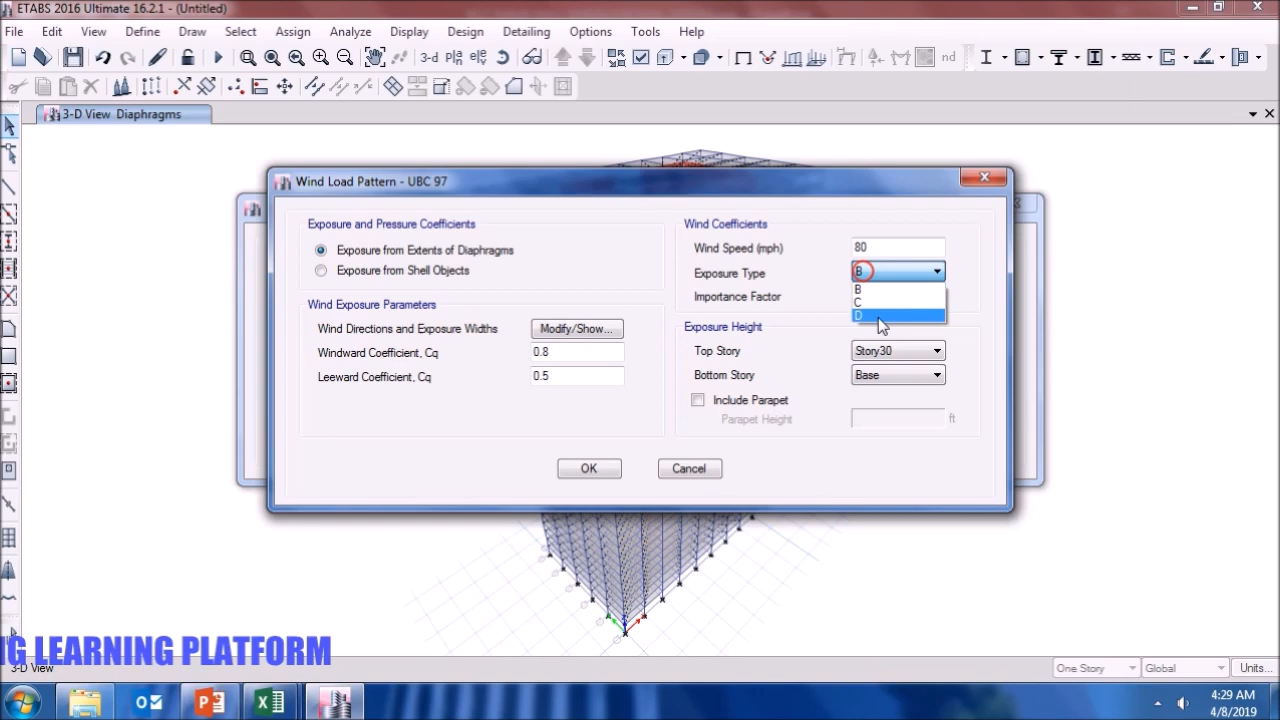 ETABS 2016 Ultimate 16.2.1 - (Untitled)
File Edit View Define Draw Select Assign Analyze Display Design Detailing Options Tools Help
3-d
nd
3-D View Diaphragms
Wind Load Pattern - UBC 97
Exposure and Pressure Coefficients
Exposure from Extents of Diaphragms
Exposure from Shell Objects
Wind Exposure Parameters
Wind Directions and Exposure Widths Modify/Show...
Windward Coefficient, Cq 0.8
Leeward Coefficient, Cq 0.5
Wind Coefficients
Wind Speed (mph) 80
Exposure Type B
B
C
D
Importance Factor
Exposure Height
Top Story Story30
Bottom Story Base
Include Parapet
Parapet Height ft
OK Cancel
G LEARNING PLATFORM
3-D View One Story Global Units...
4:29 AM
4/8/2019